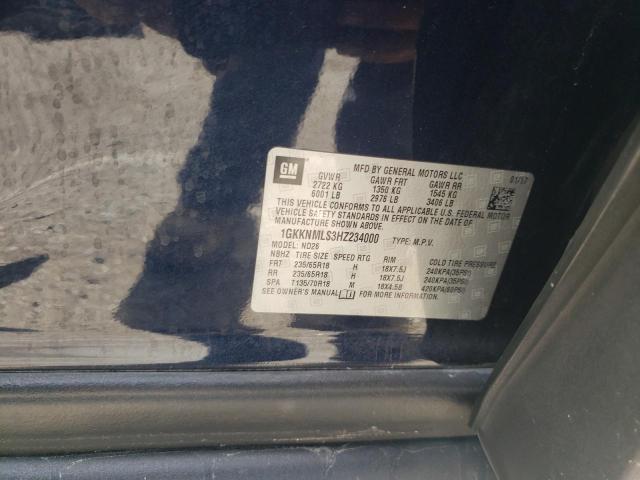 GM
MFD BY GENERAL MOTORS LLC 01/17
GVWR GAWR FRT GAWR RR
2722 KG 1350 KG 1545 KG
6001 LB 2976 LB 3406 LB
THIS VEHICLE CONFORMS TO ALL APPLICABLE U.S. FEDERAL MOTOR
VEHICLE SAFETY STANDARDS IN EFFECT ON THE DATE OF
MANUFACTURE SHOWN ABOVE.
1GKKNMLS3HZ234000 TYPE: M.P.V.
MODEL: ND26
NBHZ TIRE SIZE SPEED RTG RIM COLD TIRE PRESSURE
FRT 235/65R18 H 18X7.5J 240KPA(35PSI)
RR 235/65R18 H 18X7.5J 240KPA(35PSI)
SPA T135/70R18 M 18X4.5B 420KPA(60PSI)
SEE OWNER'S MANUAL FOR MORE INFORMATION.